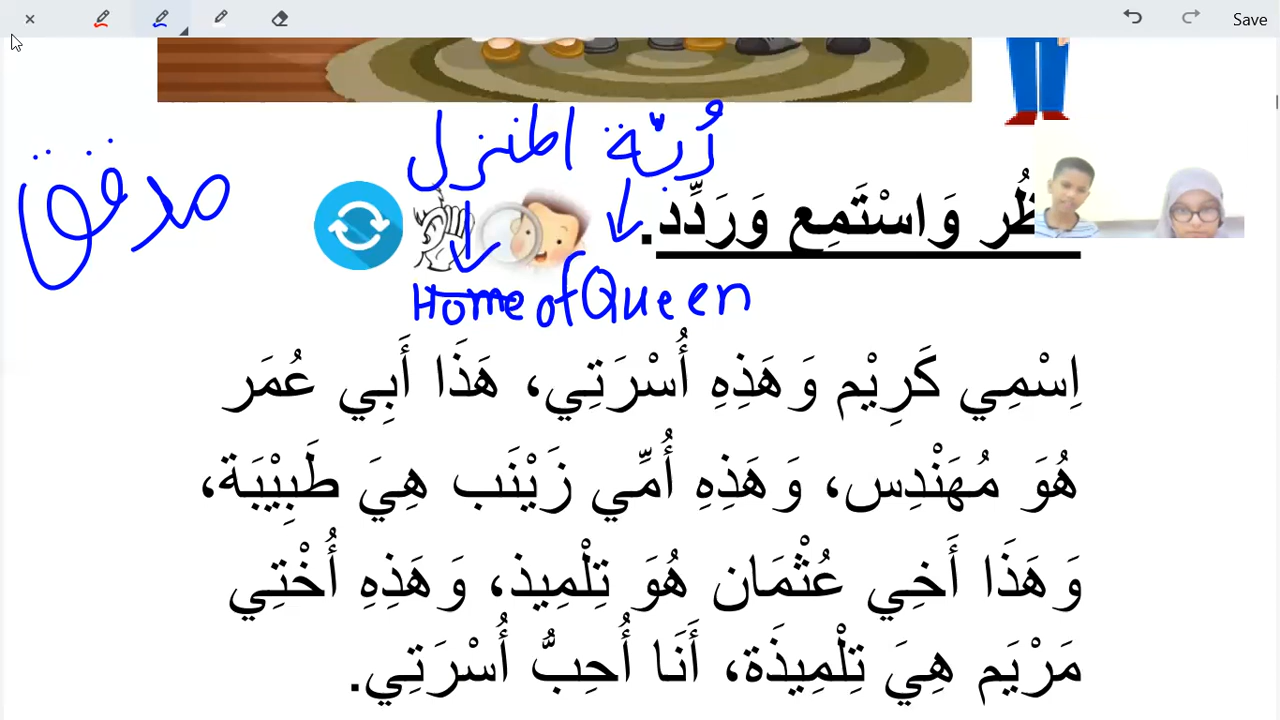 Save
رُبّة المنزل
مدقق
ظُر وَاسْتَمِع وَرَدِّد.
Home of Queen
اِسْمِي كَرِيْم وَهَذِهِ أُسْرَتِي، هَذَا أَبِي عُمَر
هُوَ مُهَنْدِس، وَهَذِهِ أُمِّي زَيْنَب هِيَ طَبِيْبَة،
وَهَذَا أَخِي عُثْمَان هُوَ تِلْمِيذ، وَهَذِهِ أُخْتِي
مَرْيَم هِيَ تِلْمِيذَة، أَنَا أُحِبُّ أُسْرَتِي.